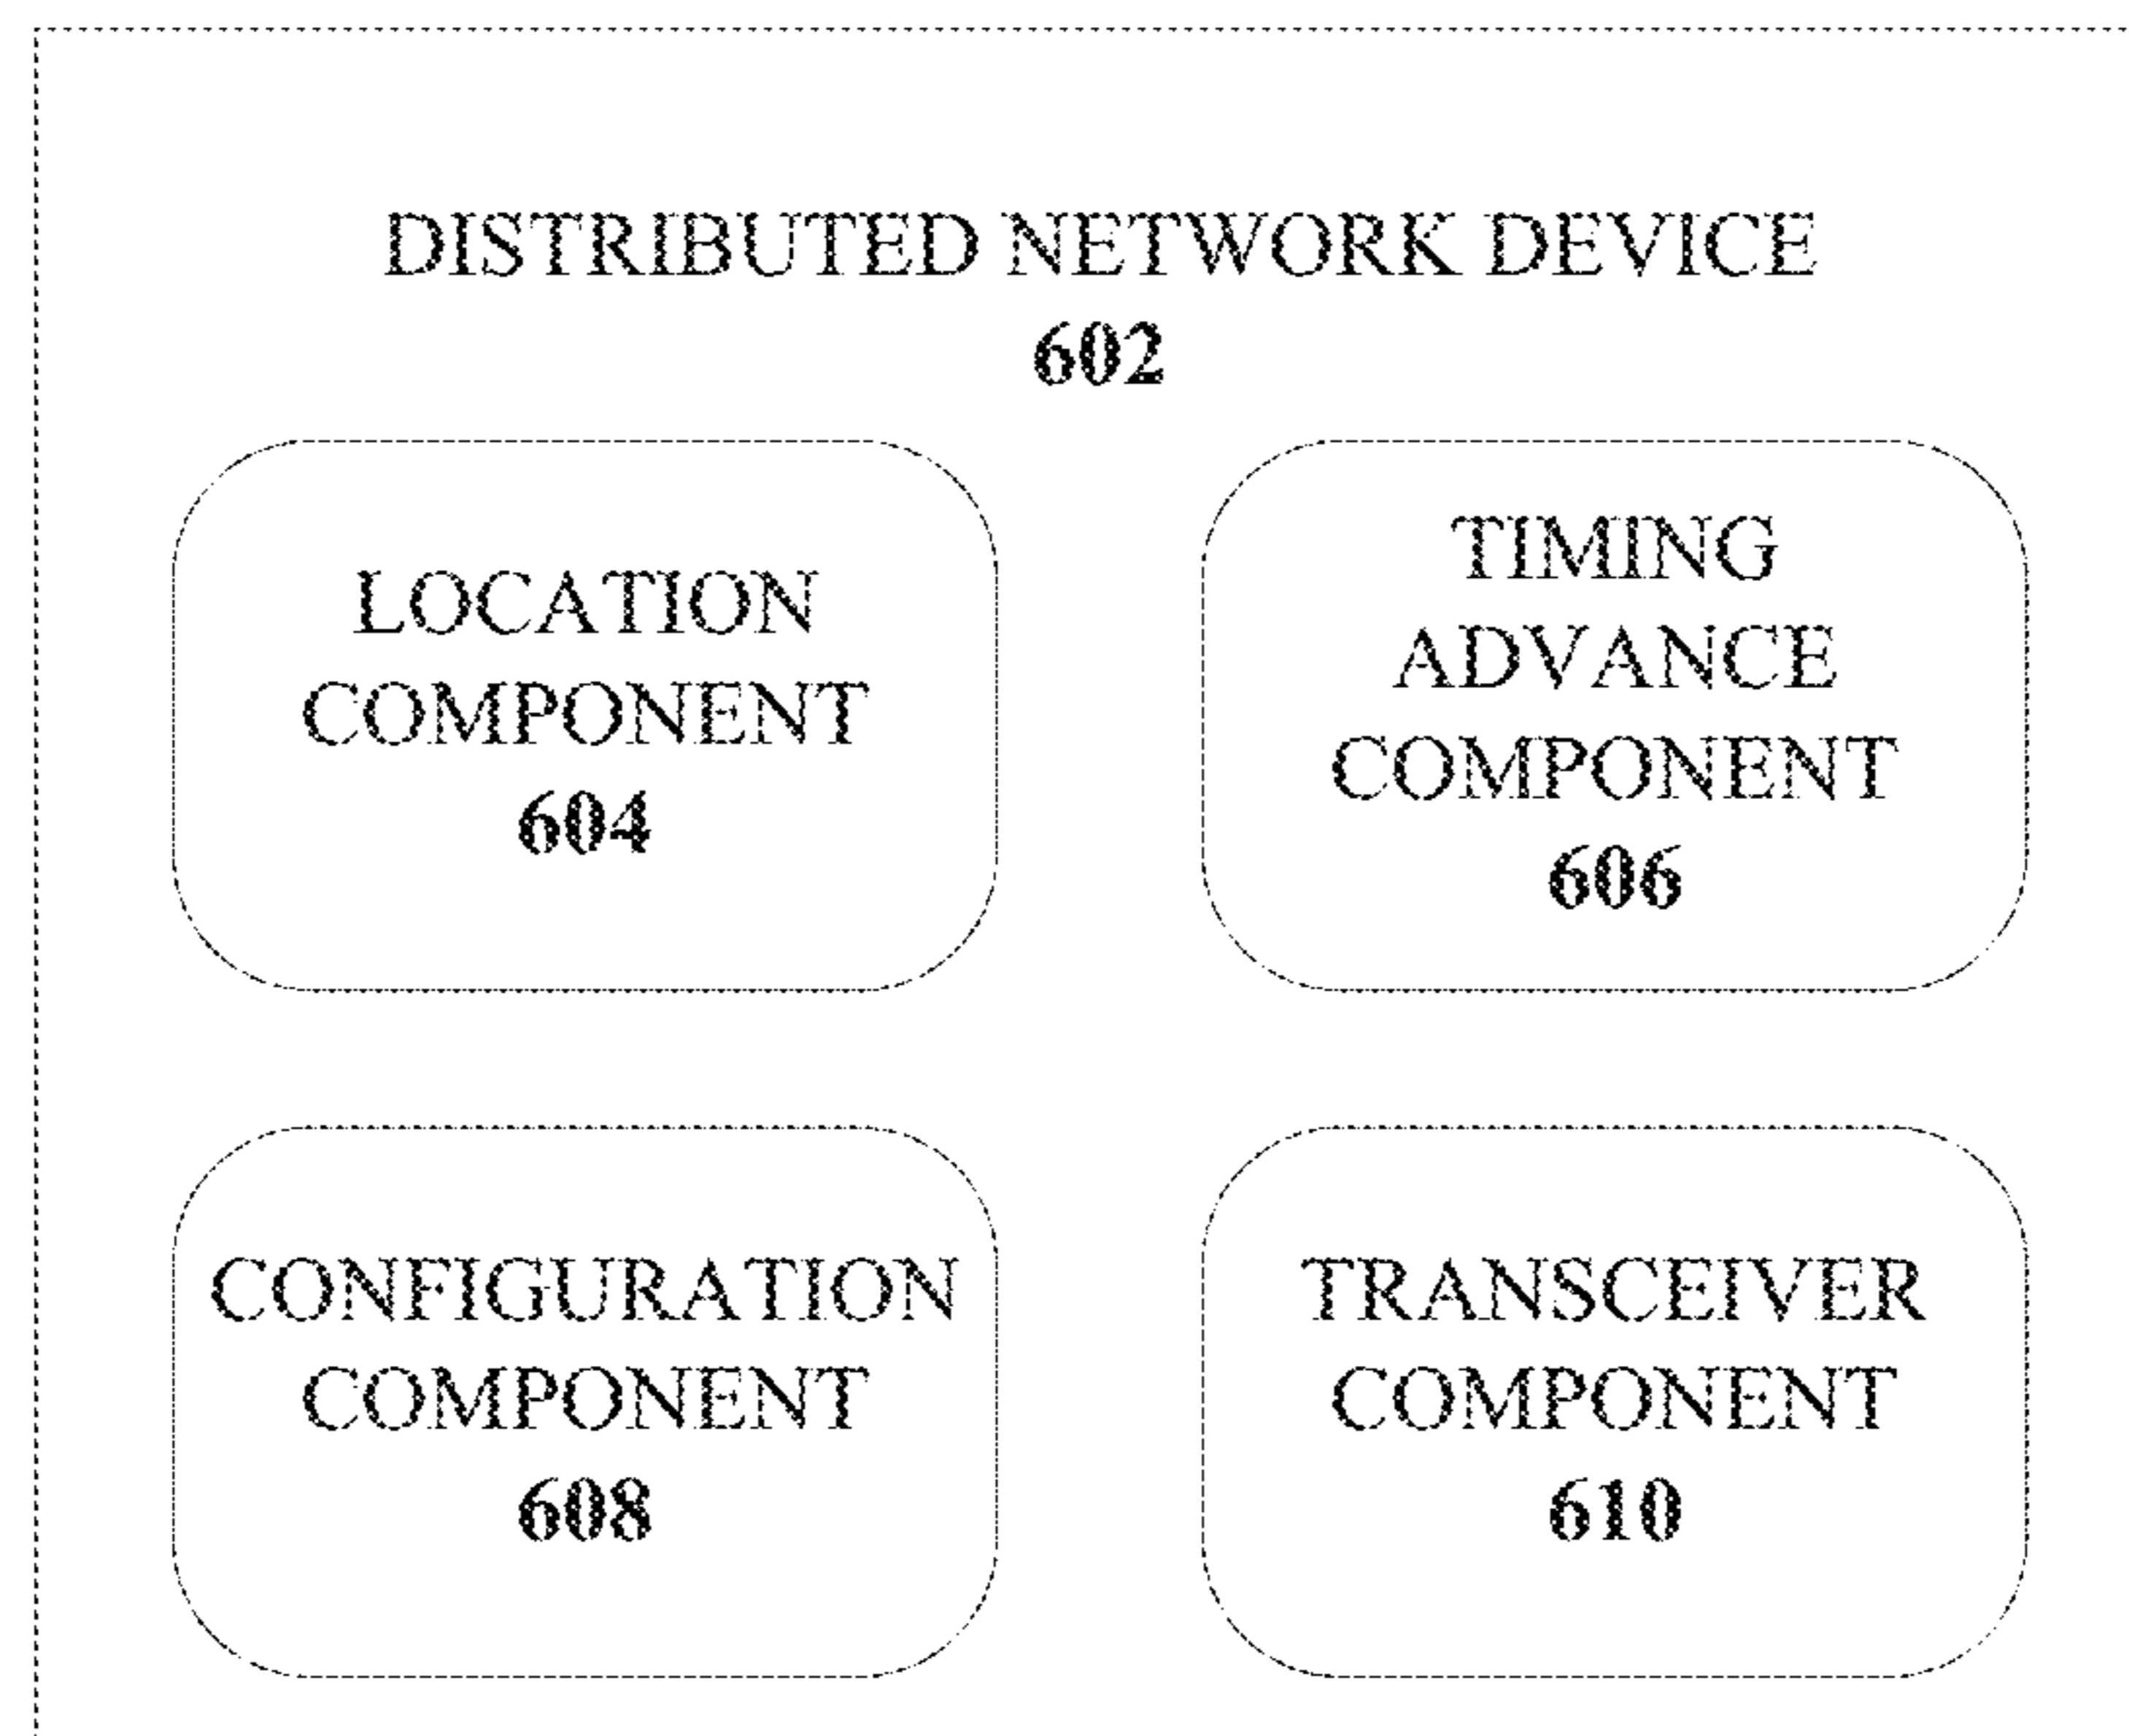 DISTRIBUTED NETWORK DEVICE
602
LOCATION
COMPONENT
604
TIMING
ADVANCE
COMPONENT
606
CONFIGURATION
COMPONENT
608
TRANSCEIVER
COMPONENT
610